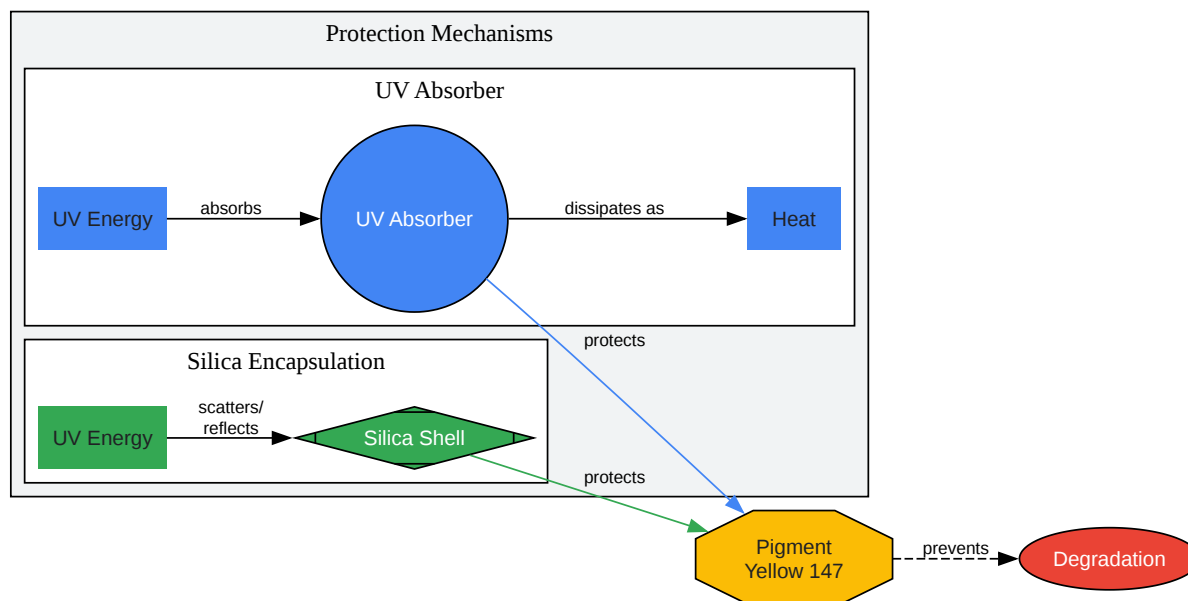 Protection Mechanisms
UV Absorber
UV Energy
absorbs
UV Absorber
dissipates as
Heat
protects
Silica Encapsulation
UV Energy
scatters/
reflects
Silica Shell
protects
Pigment
Yellow 147
prevents
Degradation